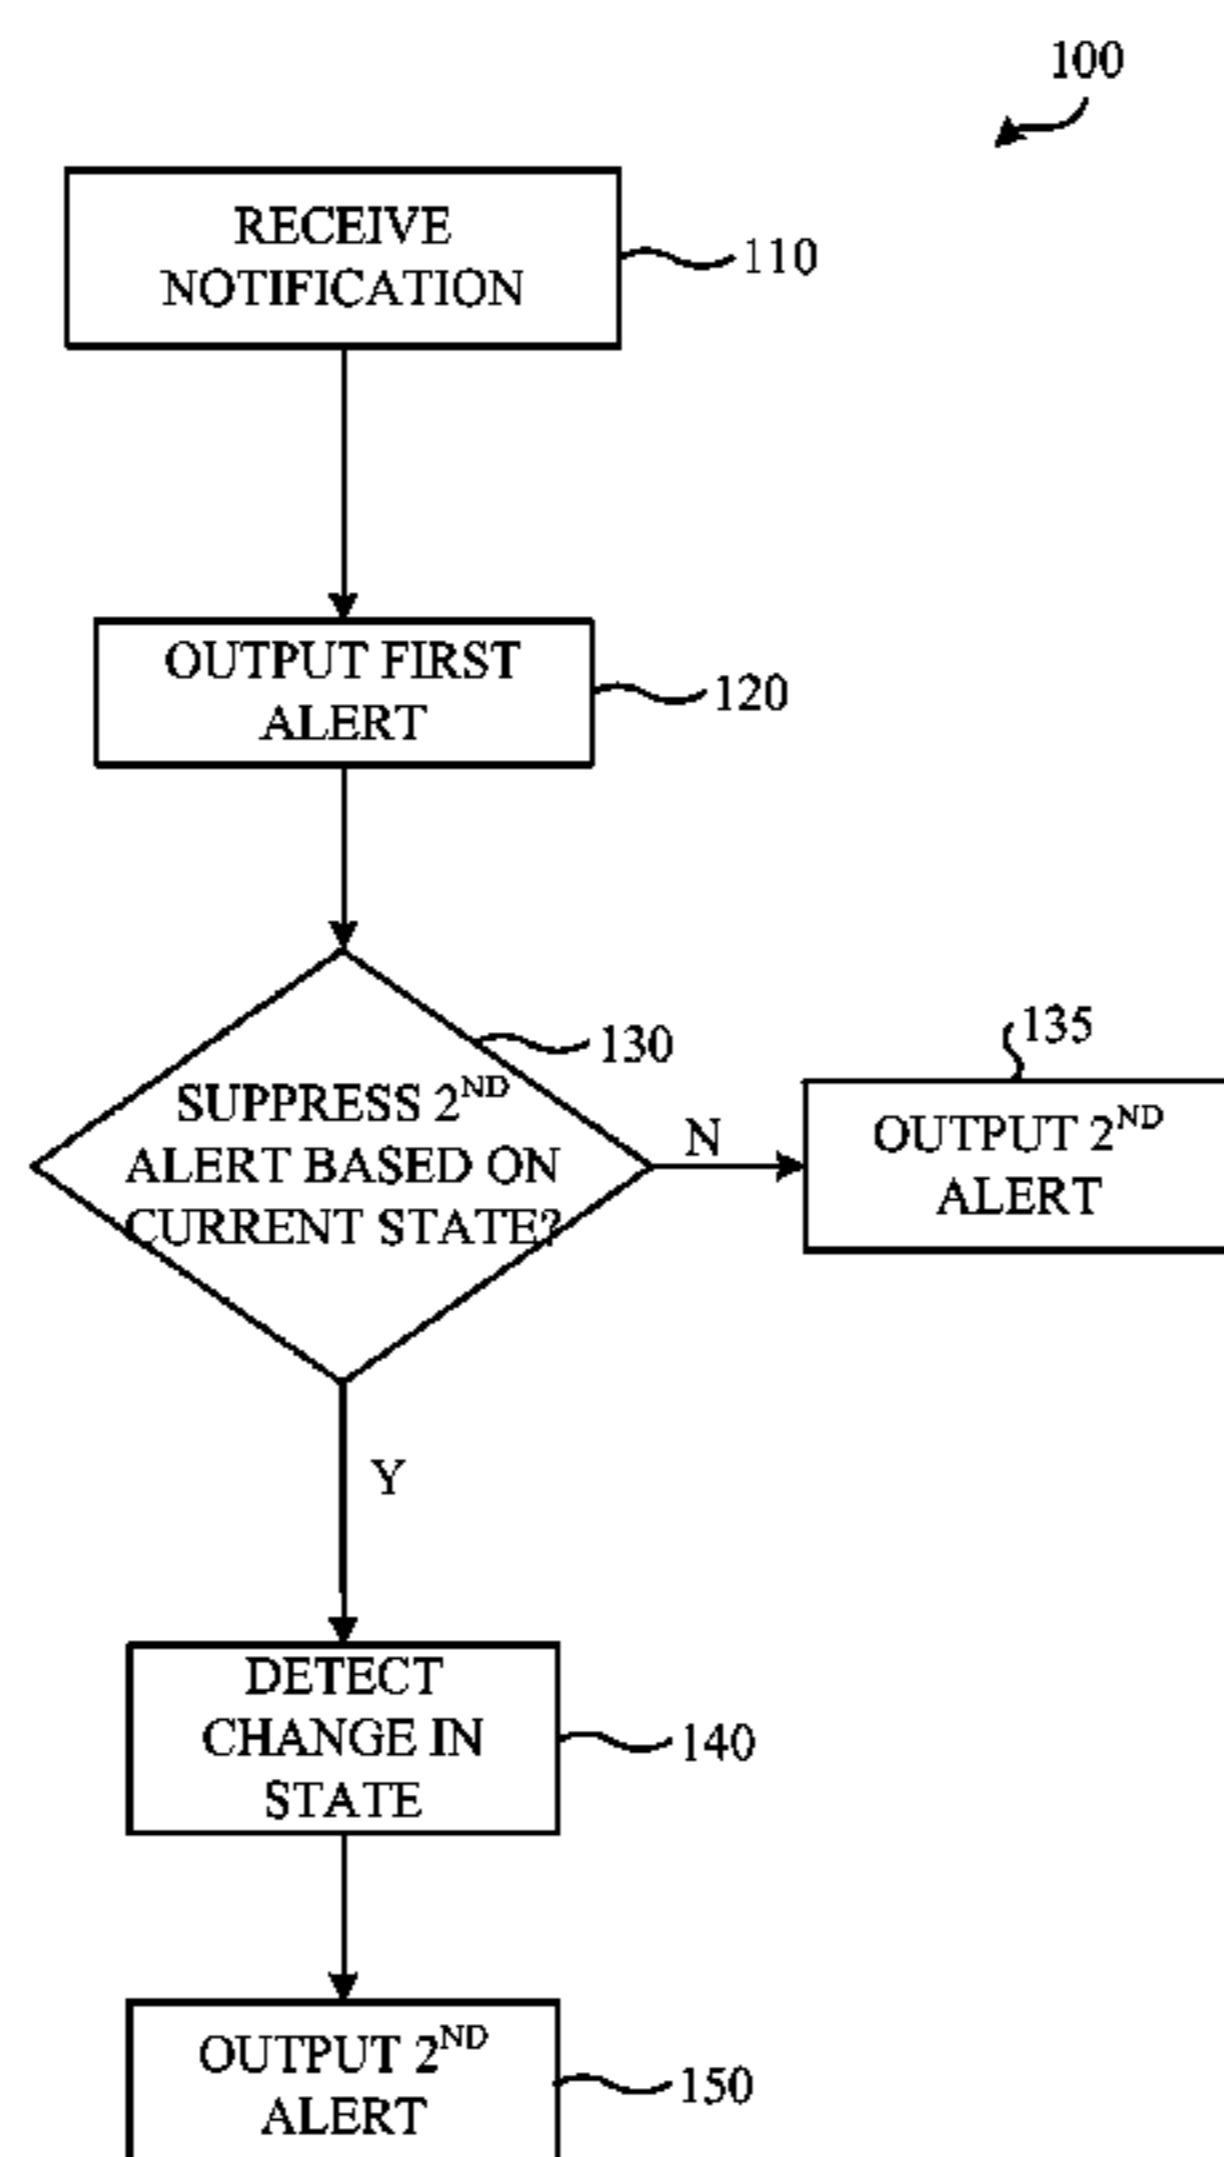 100
RECEIVE
NOTIFICATION
110
OUTPUT FIRST
ALERT
120
130
SUPPRESS 2ND
ALERT BASED ON
CURRENT STATE?
N
135
OUTPUT 2ND
ALERT
Y
DETECT
CHANGE IN
STATE
140
OUTPUT 2ND
ALERT
150